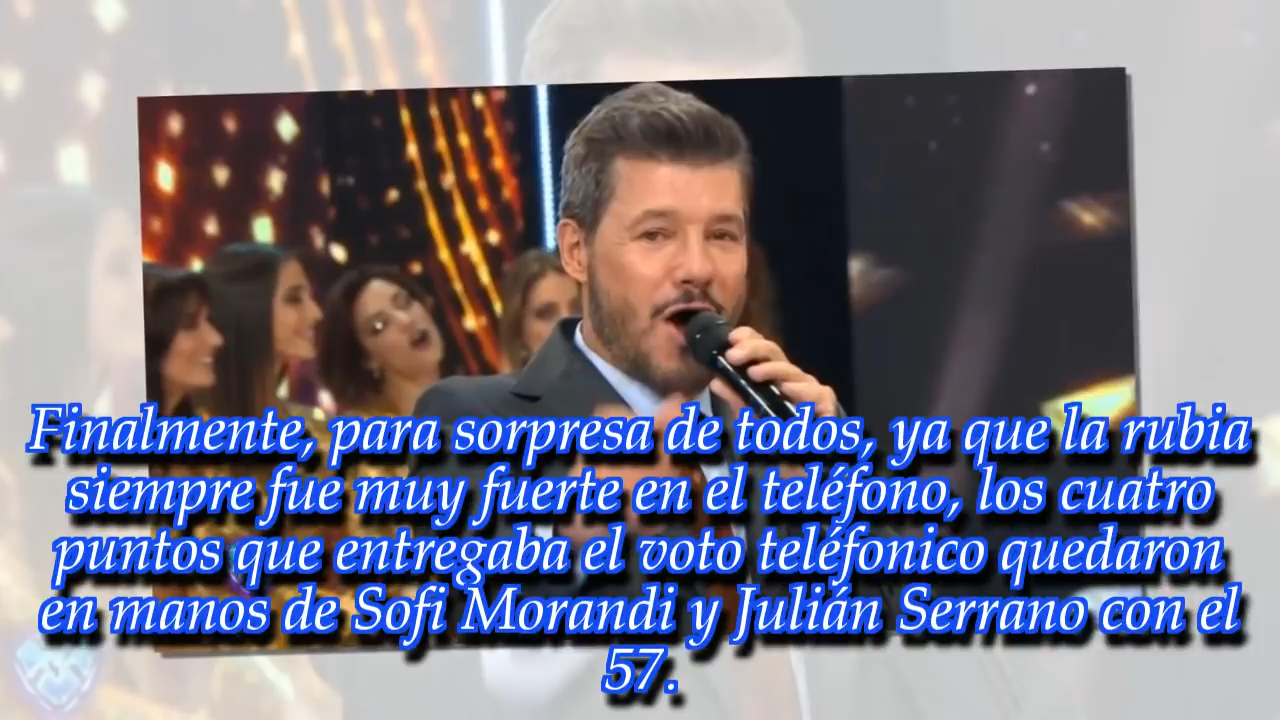 Finalmente, para sorpresa de todos, ya que la rubia
siempre fue muy fuerte en el teléfono, los cuatro
puntos que entregaba el voto teléfonico quedaron
en manos de Sofi Morandi y Julián Serrano con el
57.